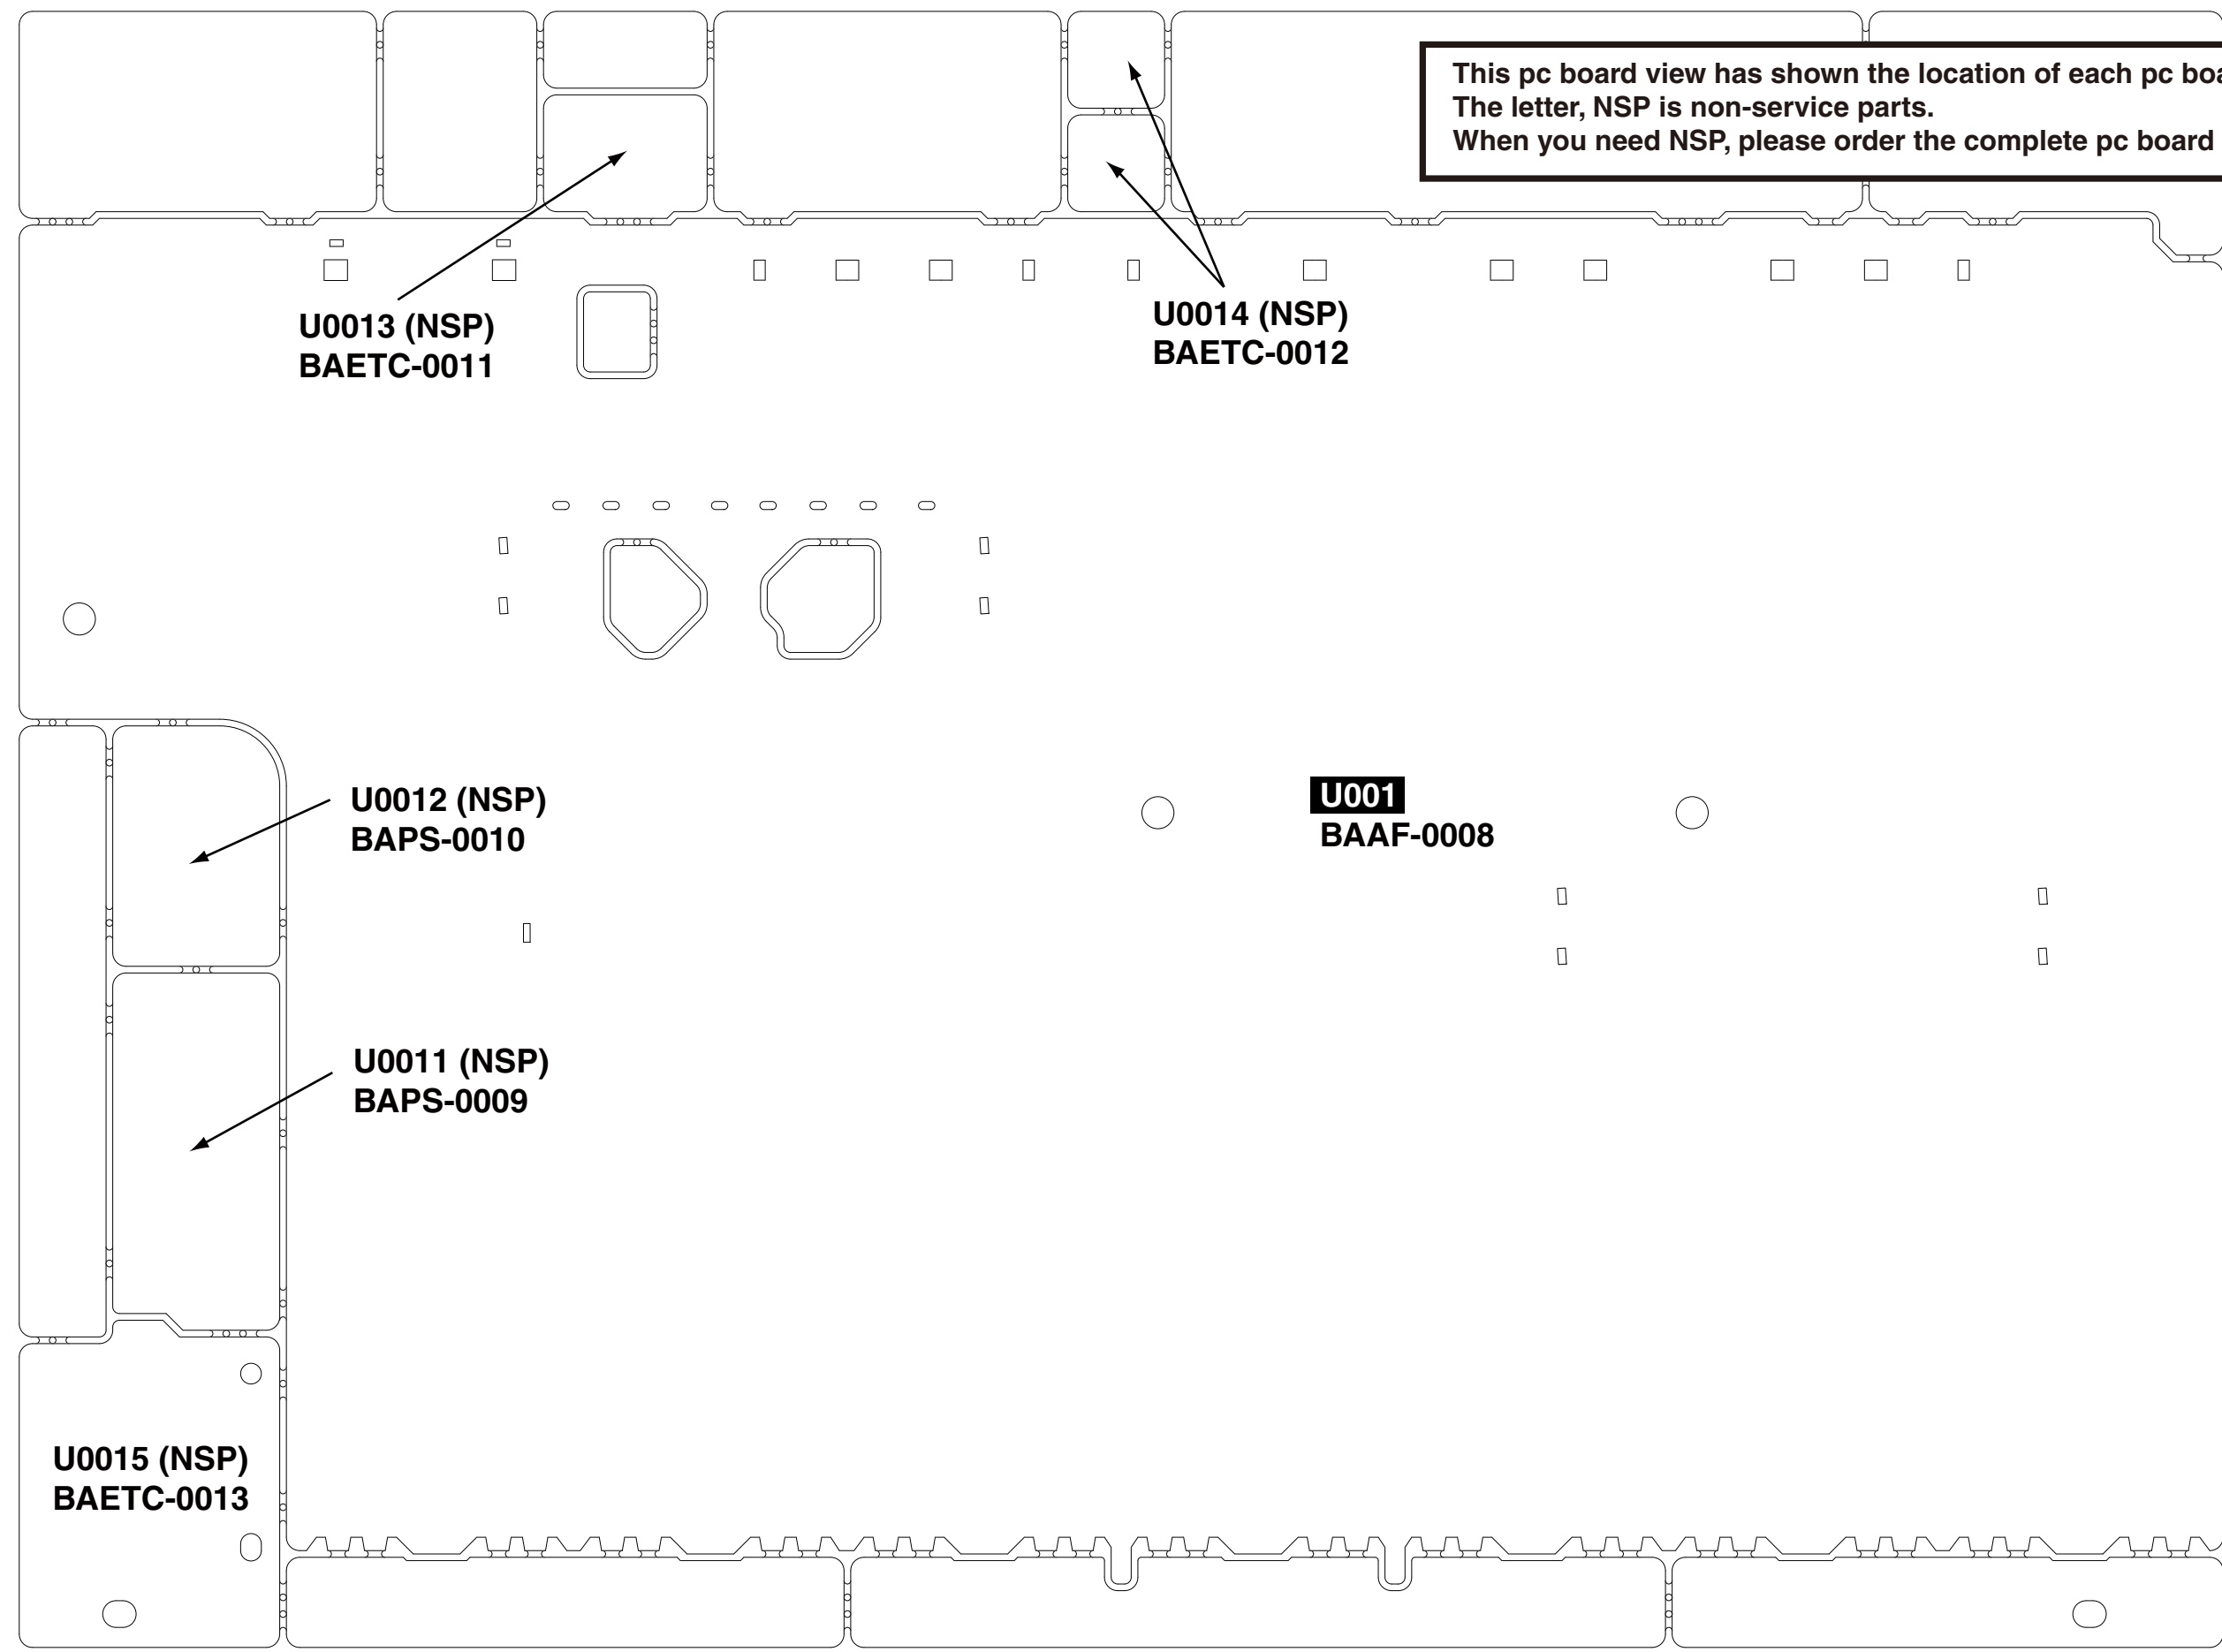 This pc board view has shown the location of each pc
The letter, NSP is non-service parts.
When you need NSP, please order the complete pc board
U0013 (NSP)
BAETC-0011
U0014 (NSP)
BAETC-0012
U0012 (NSP)
BAPS-0010
U001
BAAF-0008
U0011 (NSP)
BAPS-0009
U0015 (NSP)
BAETC-0013